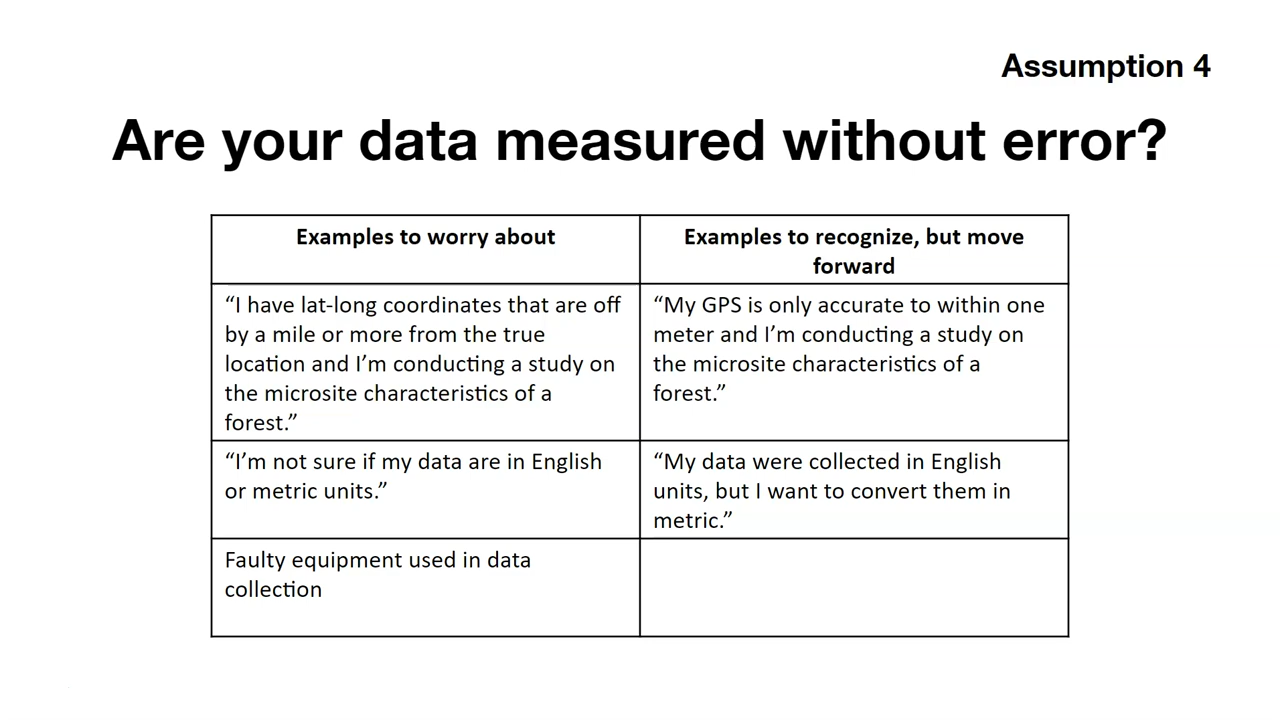 Assumption 4
Are your data measured without error?
Examples to worry about
Examples to recognize, but move
forward
“I have lat-long coordinates that are off
by a mile or more from the true
location and I’m conducting a study on
the microsite characteristics of a
forest.”
“My GPS is only accurate to within one
meter and I’m conducting a study on
the microsite characteristics of a
forest.”
“I’m not sure if my data are in English
or metric units.”
“My data were collected in English
units, but I want to convert them in
metric.”
Faulty equipment used in data
collection